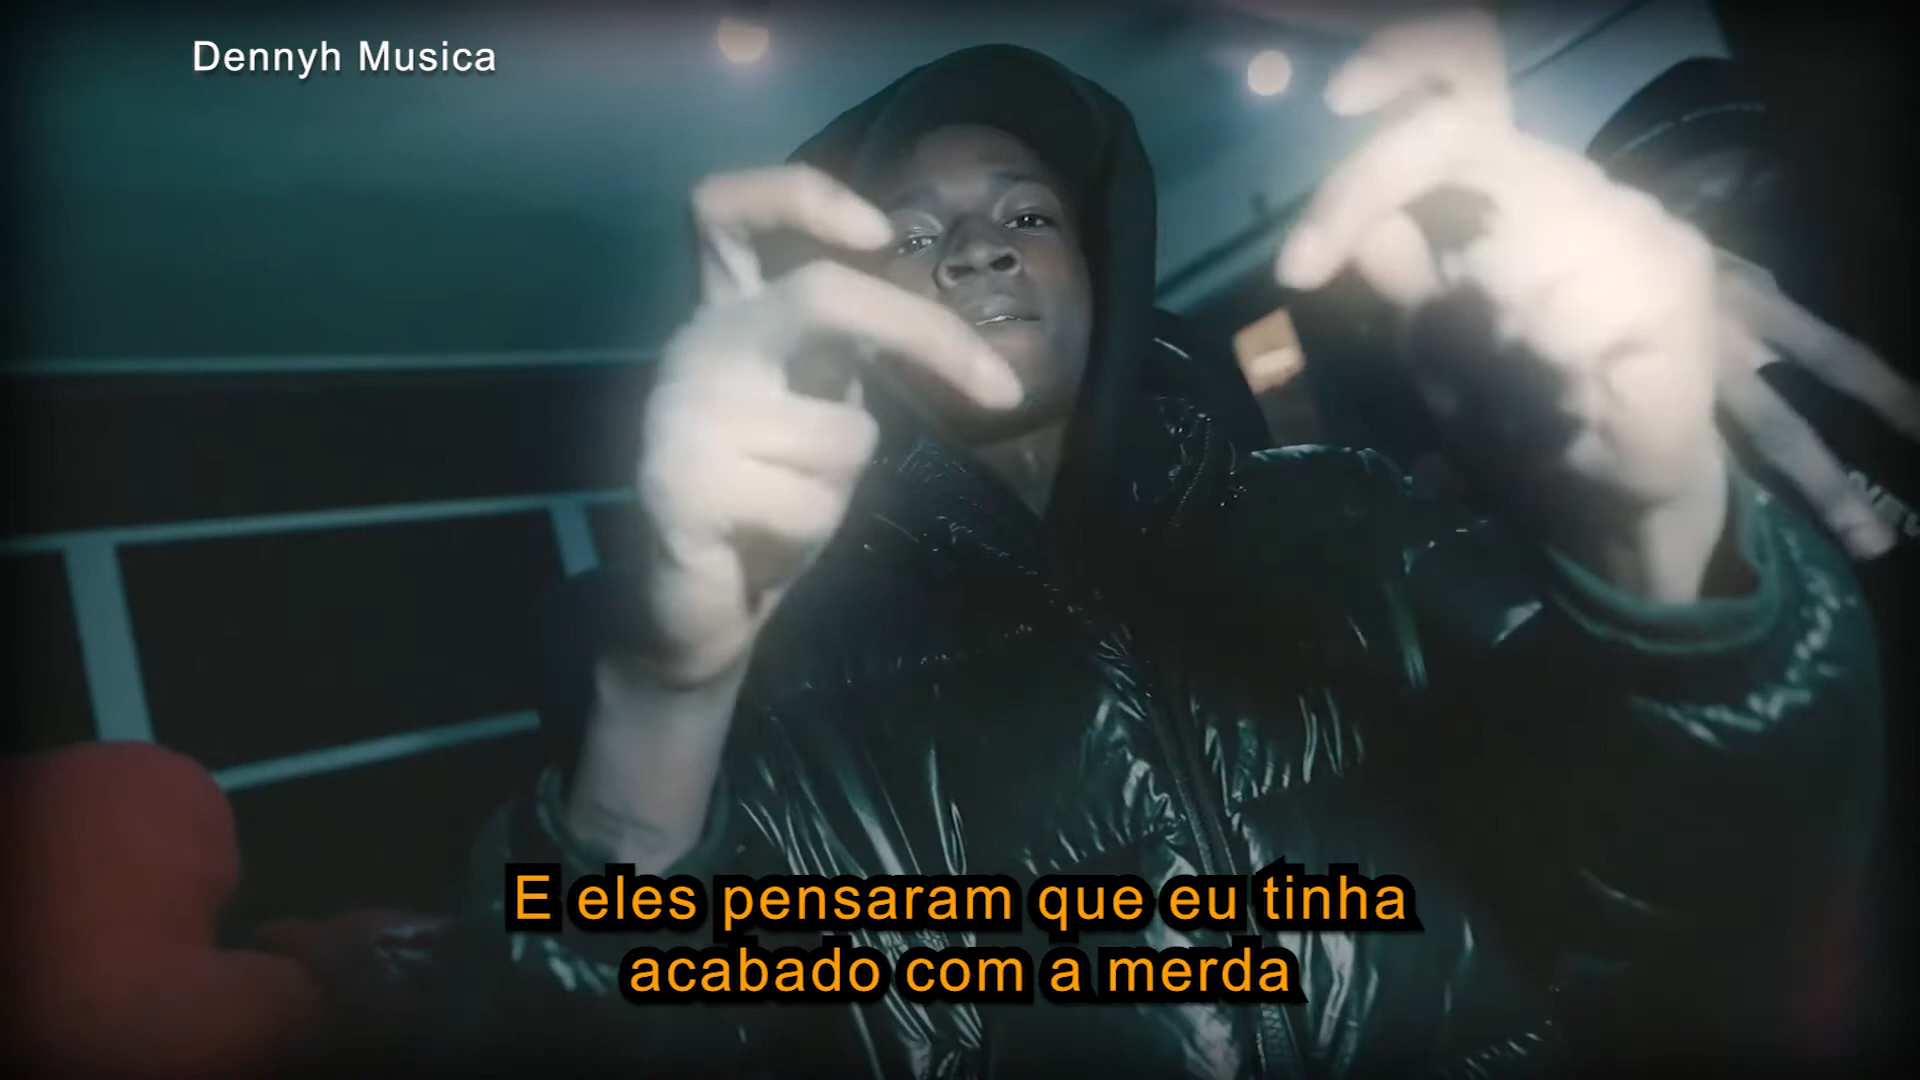 Dennyh Musica
E eles pensaram que eu tinha
acabado com a merda